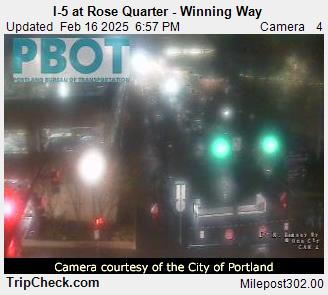 I-5 at Rose Quarter - Winning Way
Updated Feb 16 2025 6:57 PM Camera 4
PBOT
PORTLAND BUREAU OF TRANSPORTATION
Camera courtesy of the City of Portland
TripCheck.com Milepost302.00